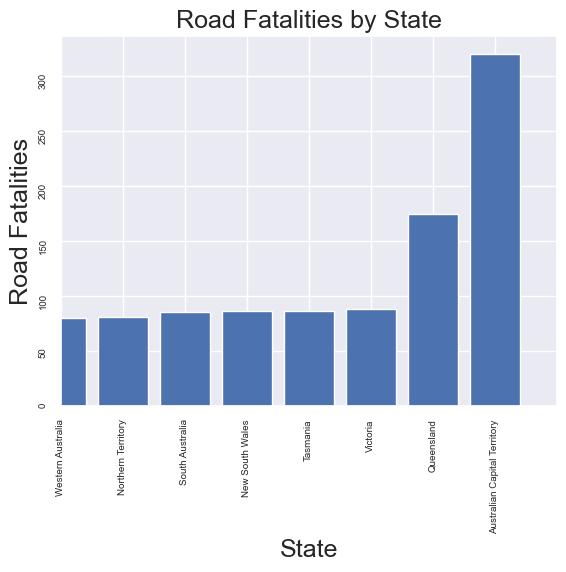 Road Fatalities by State
Road Fatalities
300
250
200
150
100
50
0
Western Australia
Northern Territory
South Australia
New South Wales
Tasmania
Victoria
Queensland
Australian Capital Territory
State